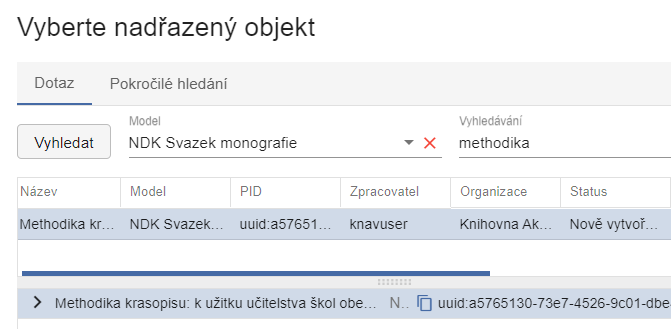 Vyberte nadřazený objekt
Dotaz Pokročilé hledání
Model Vyhledávání
Vyhledat NDK Svazek monografie methodika
Název Model PID Zpracovatel Organizace Status
Methodika kr... NDK Svazek... uuid:a57651... knavuser Knihovna Ak... Nově vytvoř...
Methodika krasopisu: k užitku učitelstva škol obe... N.. uuid:a5765130-73e7-4526-9c01-dbe